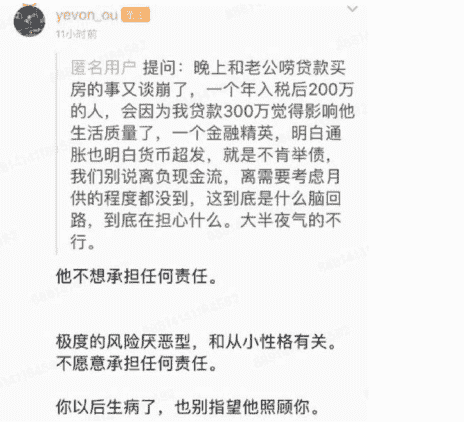 yevon_ou
11小时前
匿名用户 提问：晚上和老公唠贷款买
房的事又谈崩了，一个年入税后200万
的人，会因为我贷款300万觉得影响他
生活质量了，一个金融精英，明白通
胀也明白货币超发，就是不肯举债，
我们别说离负现金流，离需要考虑月
供的程度都没到，这到底是什么脑回
路，到底在担心什么。大半夜气的不
行。
他不想承担任何责任。
极度的风险厌恶型，和从小性格有关。
不愿意承担任何责任。
你以后生病了，也别指望他照顾你。